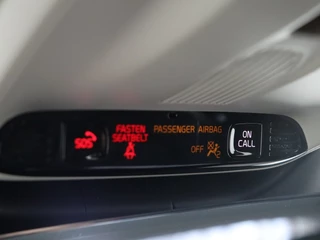 SOS
FASTEN
SEATBELT
PASSENGER AIRBAG
OFF
ON
CALL